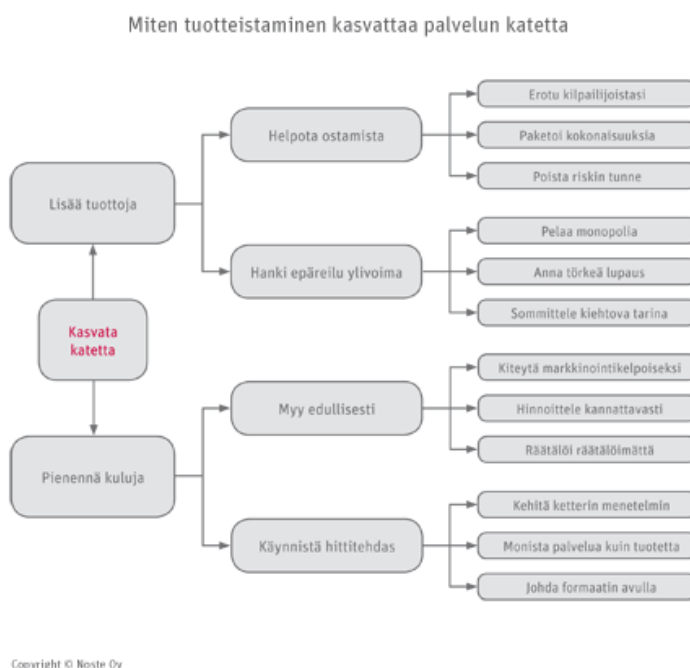 Miten tuotteistaminen kasvattaa palvelun katetta
Erotu kilpailijoistasi
Helpota ostamista
Paketoi kokonaisuuksia
Poista riskin tunne
Lisää tuottoja
Pelaa monopolia
Hanki epäreilu ylivoima
Anna törkeä lupaus
Sommittele kiehtova tarina
Kasvata
katetta
Kiteytä markkinointikelpoiseksi
Myy edullisesti
Hinnoittele kannattavasti
Räätälöi räätälöimättä
Pienennä kuluja
Kehitä ketterin menetelmin
Käynnistä hittitehdas
Monista palvelua kuin tuotetta
Johda formaatin avulla
Copyright © Noste Oy